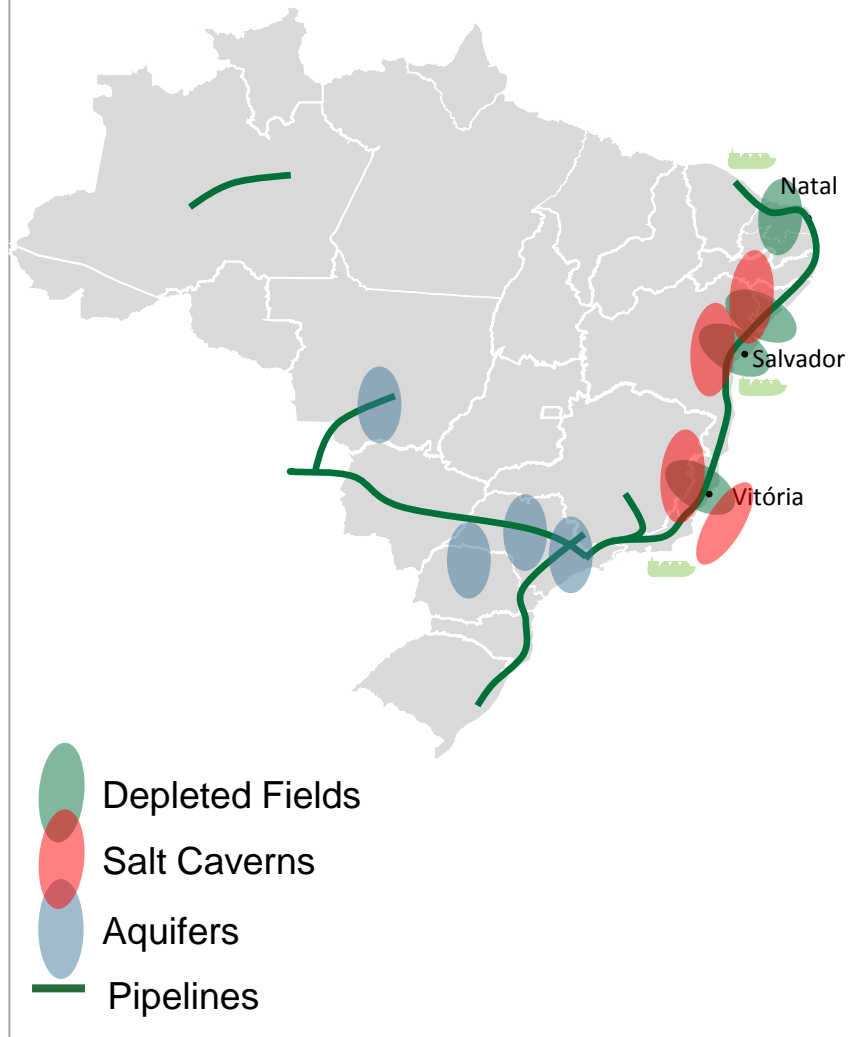 Natal
Salvador
Vitória
Depleted Fields
Salt Caverns
Aquifers
Pipelines